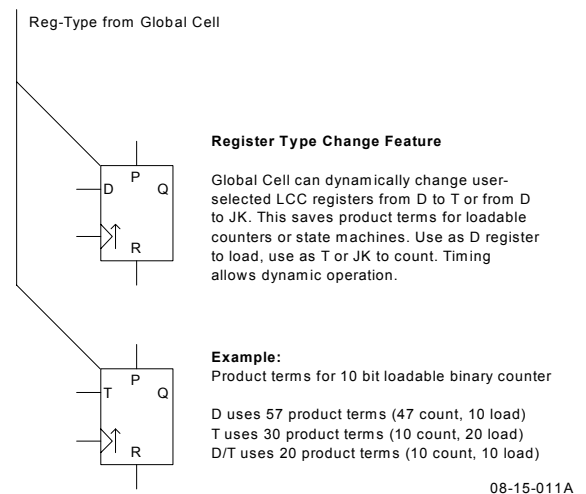 Reg-Type from Global Cell
P
D
Q
R
Register Type Change Feature
Global Cell can dynamically change user-
selected LCC registers from D to T or from D
to JK. This saves product terms for loadable
counters or state machines. Use as D register
to load, use as T or JK to count. Timing
allows dynamic operation.
P
T
Q
R
Example:
Product terms for 10 bit loadable binary counter
D uses 57 product terms (47 count, 10 load)
T uses 30 product terms (10 count, 20 load)
D/T uses 20 product terms (10 count, 10 load)
08-15-011A